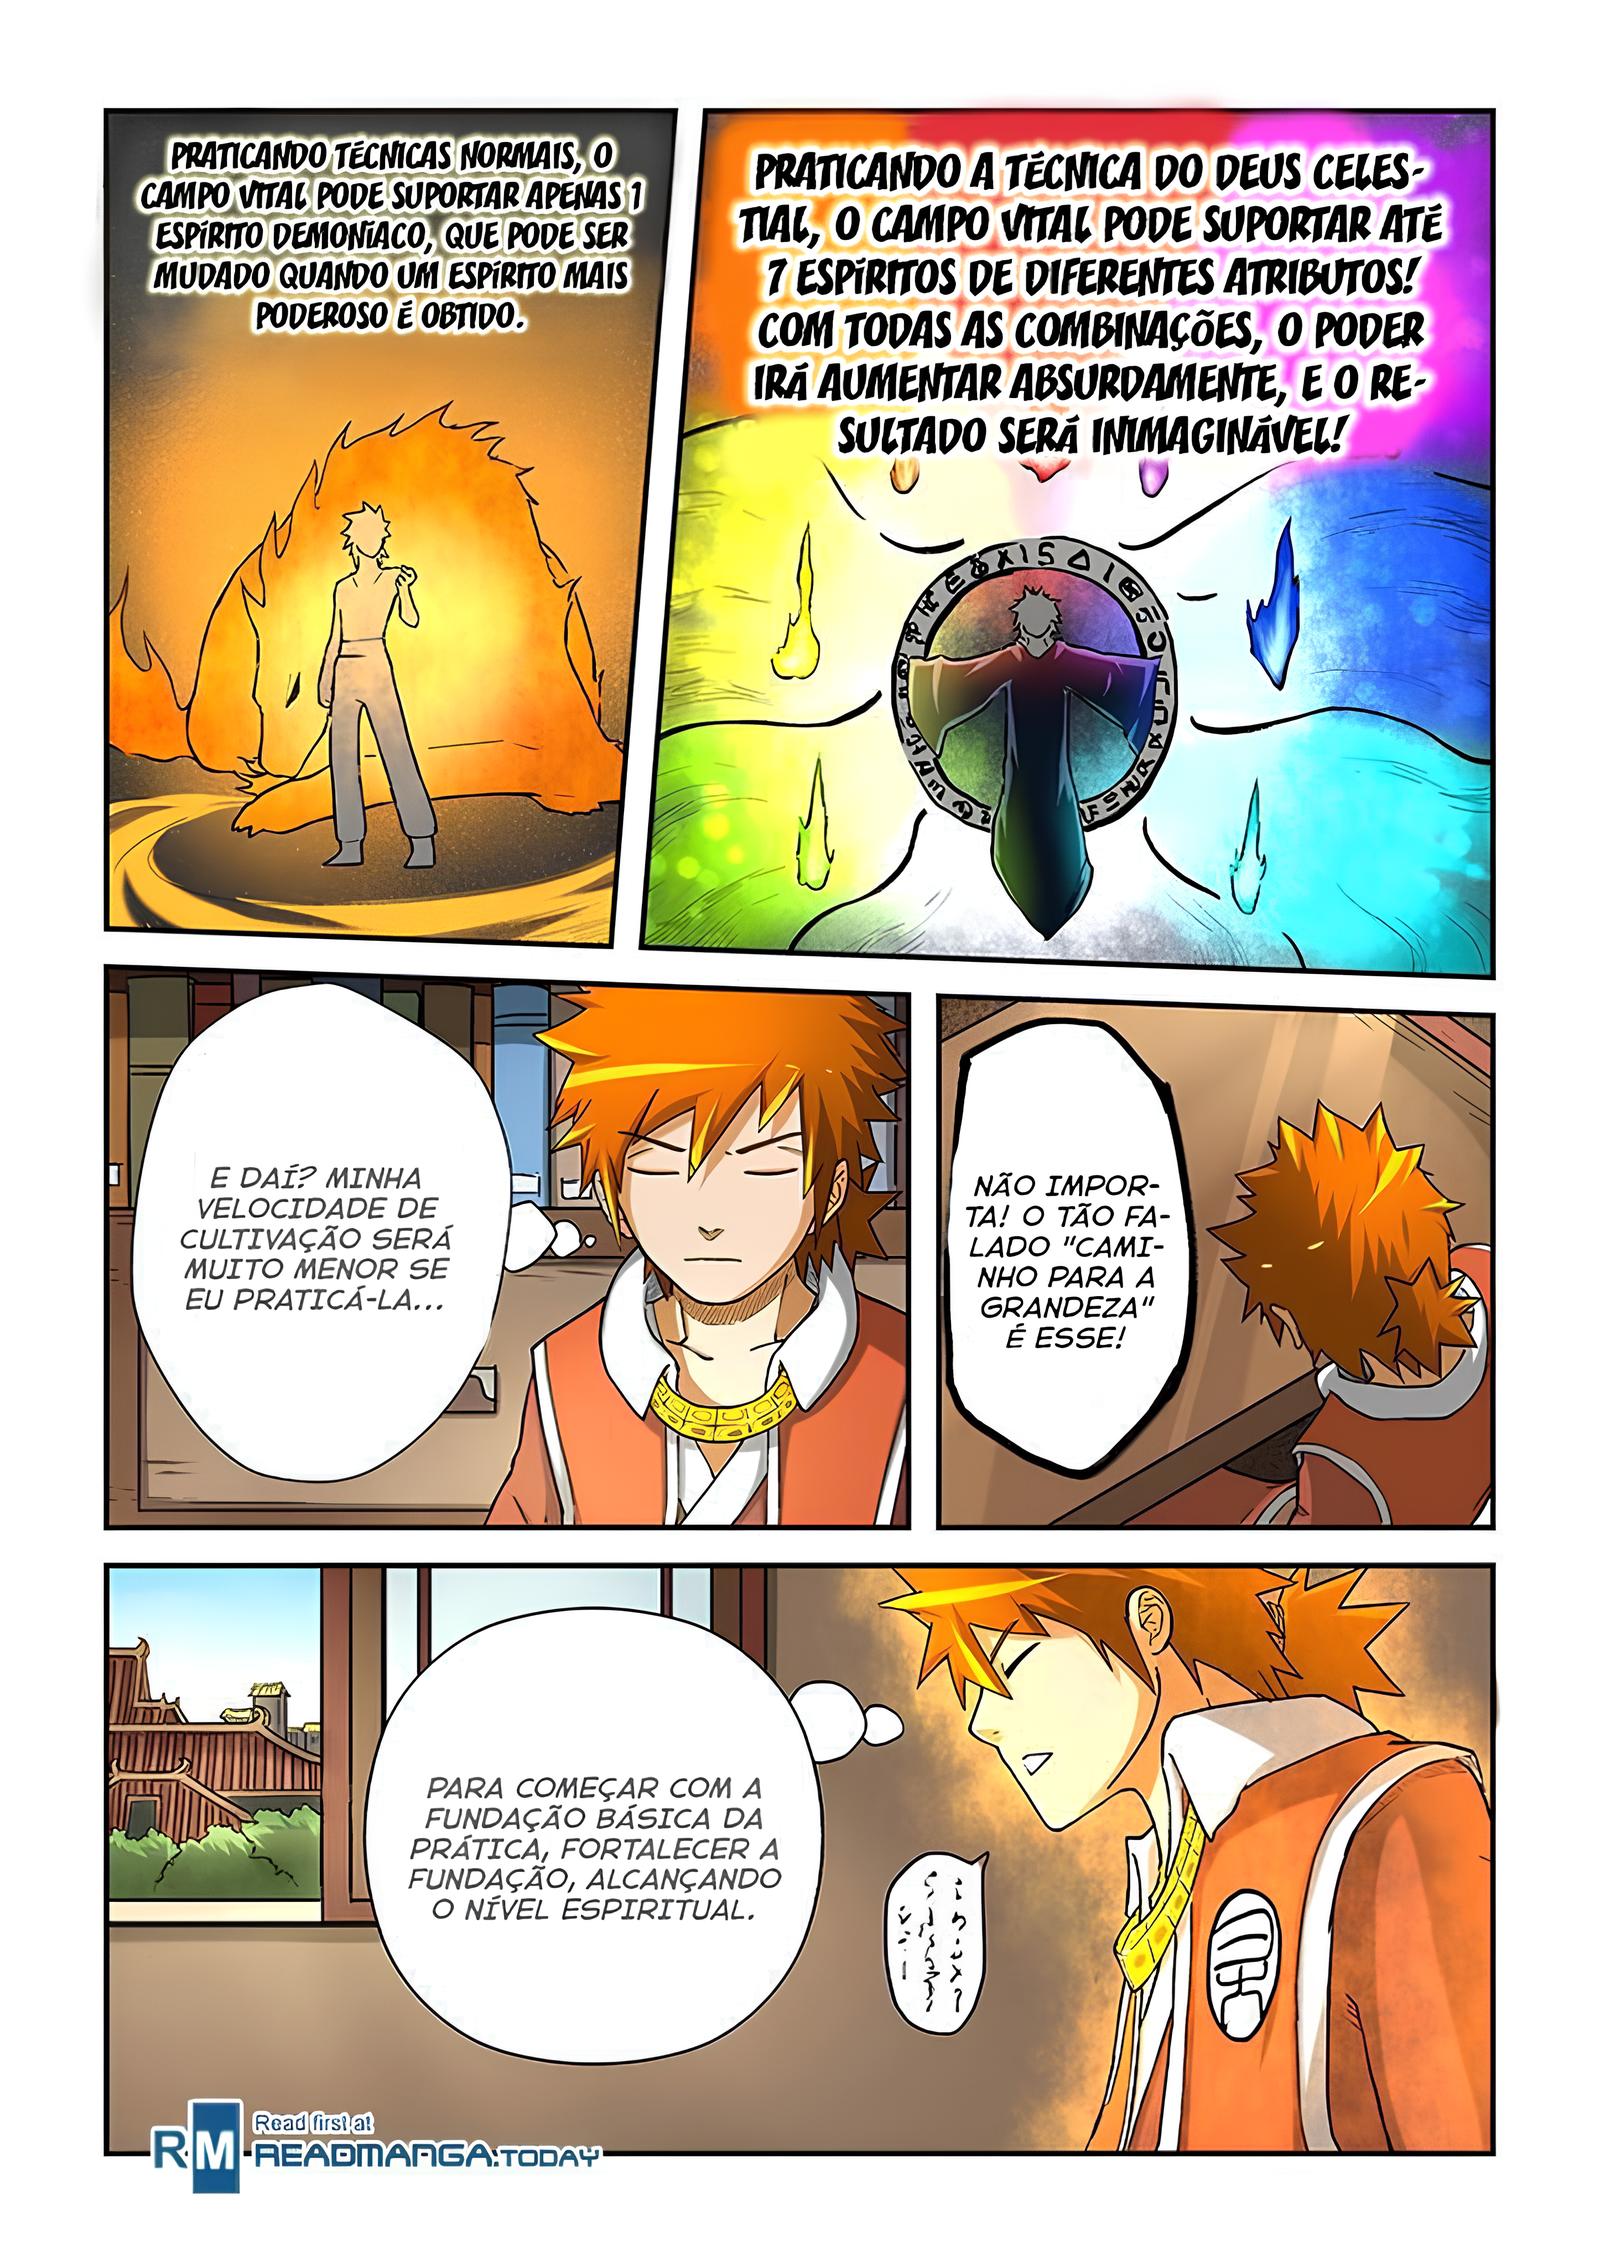 PRATICANDO TÉCNICAS NORMAIS, O
CAMPO VITAL PODE SUPORTAR APENAS 1
ESPÍRITO DEMONÍACO, QUE PODE SER
MUDADO QUANDO UM ESPÍRITO MAIS
PODEROSO É OBTIDO.
PRATICANDO A TÉCNICA DO DEUS CELES-
TIAL, O CAMPO VITAL PODE SUPORTAR ATÉ
7 ESPÍRITOS DE DIFERENTES ATRIBUTOS!
COM TODAS AS COMBINAÇÕES, O PODER
IRÁ AUMENTAR ABSURDAMENTE, E O RE-
SULTADO SERÁ INIMAGINÁVEL!
E DAÍ? MINHA
VELOCIDADE DE
CULTIVAÇÃO SERÁ
MUITO MENOR SE
EU PRATICÁ-LA...
NÃO IMPOR-
TA! O TÃO FA-
LADO "CAMI-
NHO PARA A
GRANDEZA"
É ESSE!
PARA COMEÇAR COM A
FUNDAÇÃO BÁSICA DA
PRÁTICA, FORTALECER A
FUNDAÇÃO, ALCANÇANDO
O NÍVEL ESPIRITUAL.
RM
Read first at
READMANGA.TODAY